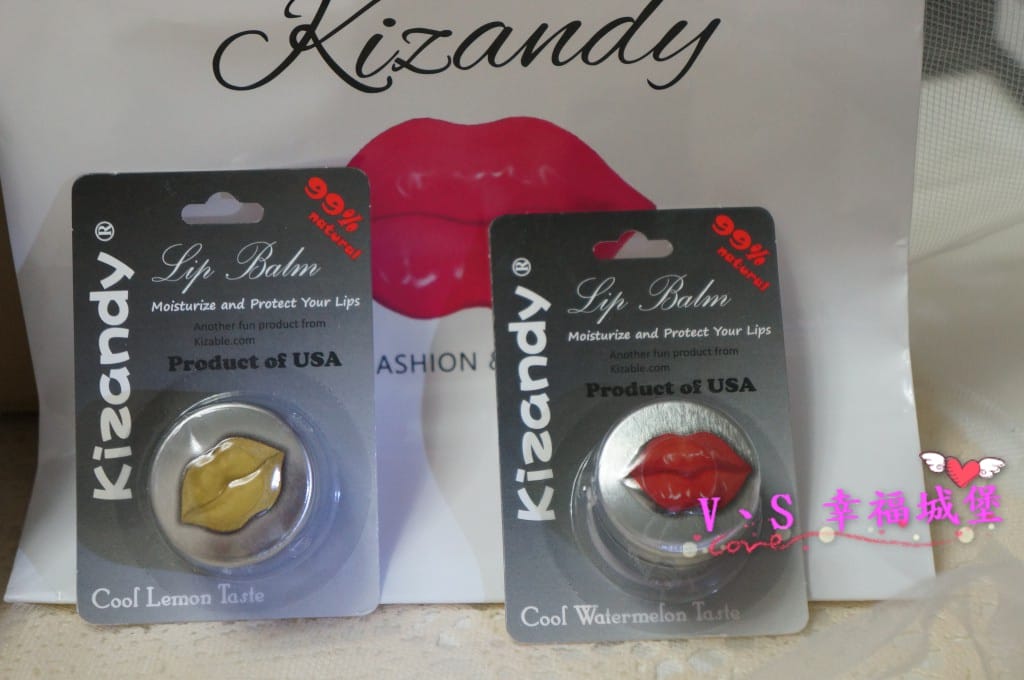 Kizandy
99%
natural
Kizandy®
Lip Balm
Moisturize and Protect Your Lips
Another fun product from
Kizable.com
Product of USA
Cool Lemon Taste
ASHION &
99%
natural
Kizandy®
Lip Balm
Moisturize and Protect Your Lips
Another fun product from
Kizable.com
Product of USA
Cool Watermelon Taste
V、S 幸福城堡
Love